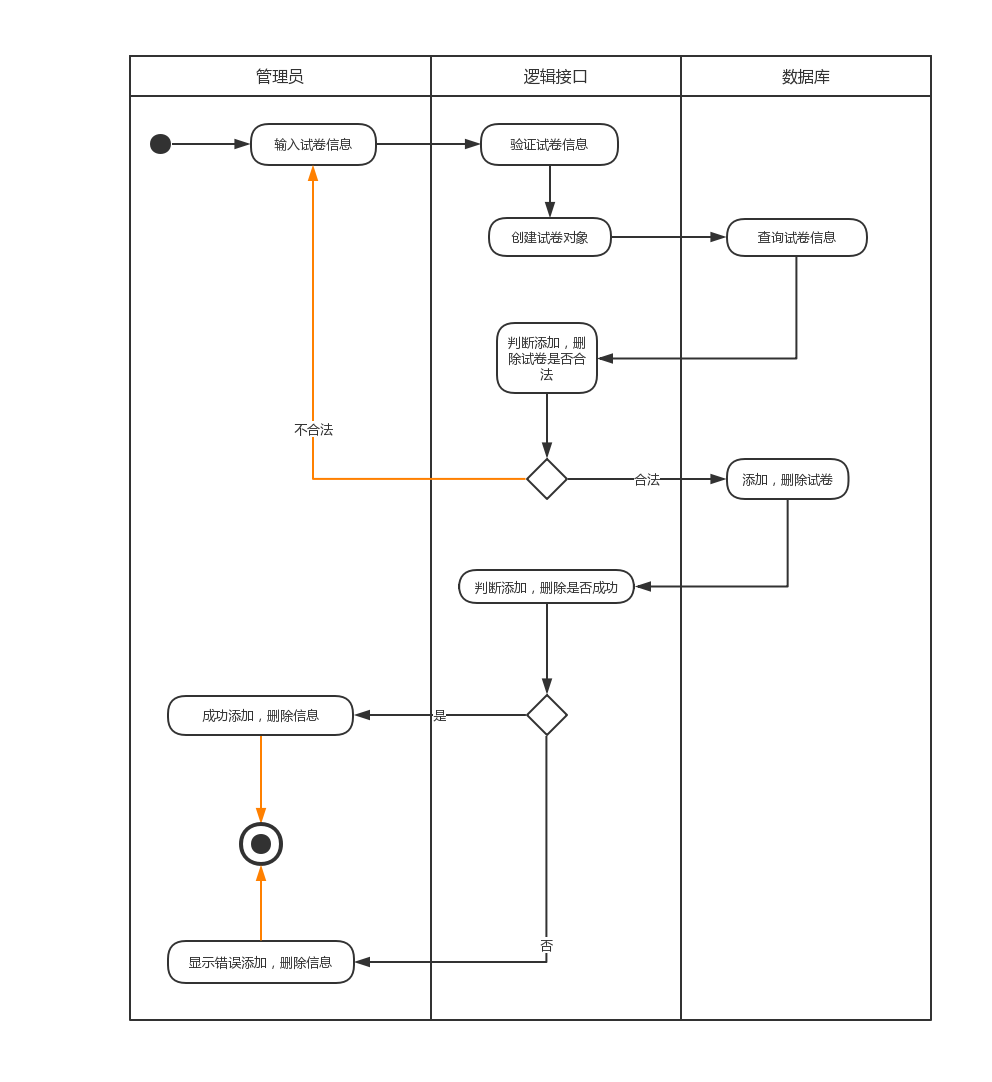 管理员
逻辑接口
数据库
输入试卷信息
验证试卷信息
创建试卷对象
查询试卷信息
判断添加，删
除试卷是否合
法
不合法
合法
添加，删除试卷
判断添加，删除是否成功
成功添加，删除信息
是
否
显示错误添加，删除信息